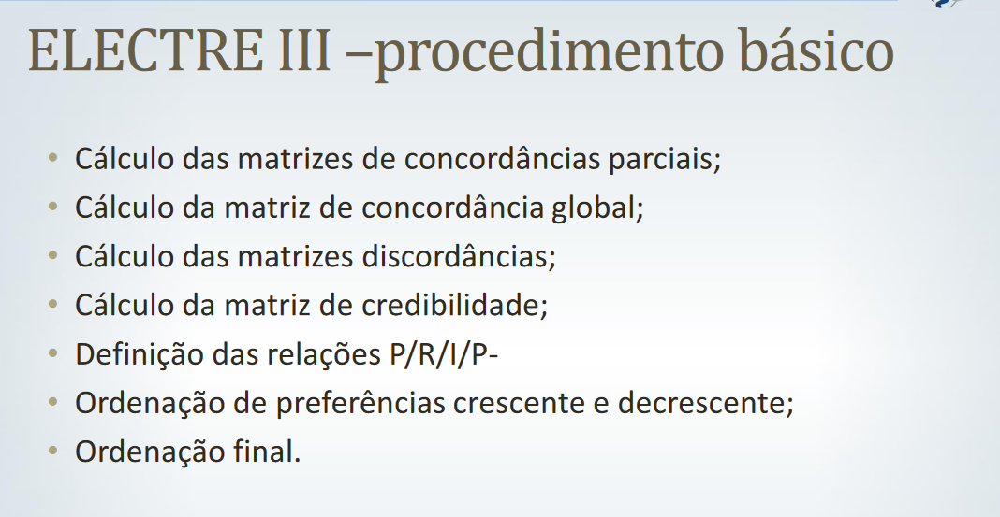 ELECTRE III –procedimento básico
• Cálculo das matrizes de concordâncias parciais;
• Cálculo da matriz de concordância global;
• Cálculo das matrizes discordâncias;
• Cálculo da matriz de credibilidade;
• Definição das relações P/R/I/P-
• Ordenação de preferências crescente e decrescente;
• Ordenação final.